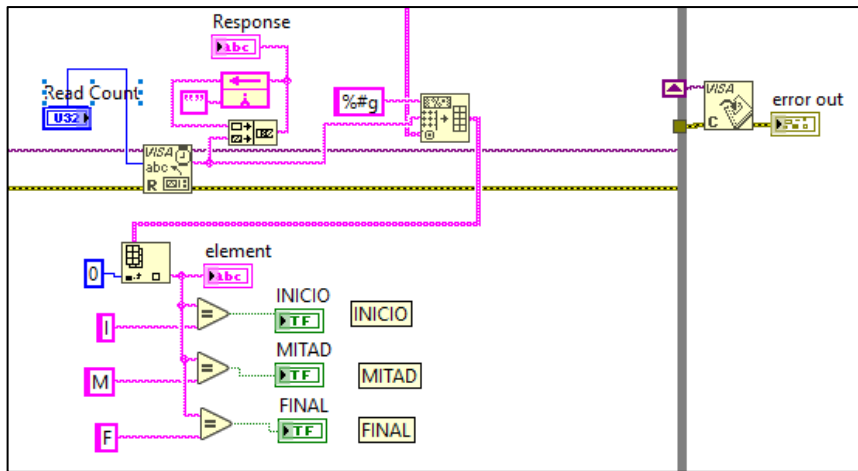 Response
abc
Read Count
U32
""
%#g
VISA
abc
R
VISA
C
error out
0
element
abc
I
=
INICIO
TF
INICIO
M
=
MITAD
TF
MITAD
F
=
FINAL
TF
FINAL